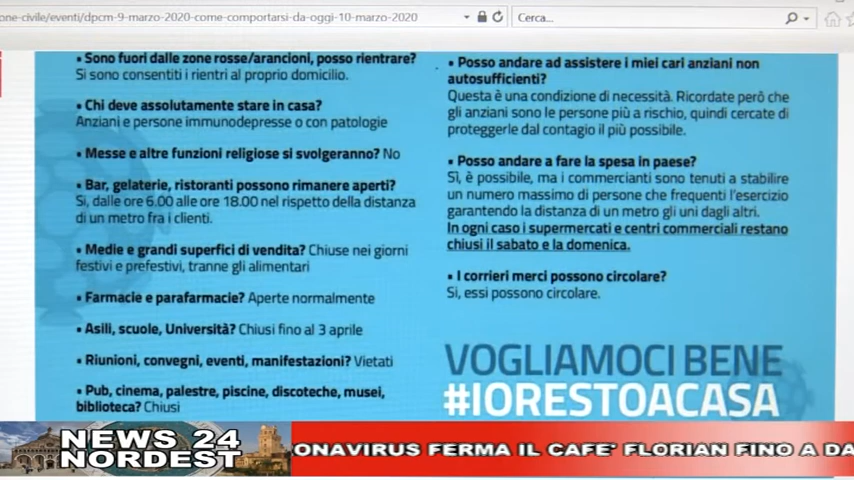 one-civile/eventi/dpcm-9-marzo-2020-come-comportarsi-da-oggi-10-marzo-2020
Cerca...
▪ Sono fuori dalle zone rosse/arancioni, posso rientrare?
Si sono consentiti i rientri al proprio domicilio.
▪ Chi deve assolutamente stare in casa?
Anziani e persone immunodepresse o con patologie
▪ Messe e altre funzioni religiose si svolgeranno? No
▪ Bar, gelaterie, ristoranti possono rimanere aperti?
Si, dalle ore 6.00 alle ore 18.00 nel rispetto della distanza
di un metro fra i clienti.
▪ Medie e grandi superfici di vendita? Chiuse nei giorni
festivi e prefestivi, tranne gli alimentari
▪ Farmacie e parafarmacie? Aperte normalmente
▪ Asili, scuole, Università? Chiusi fino al 3 aprile
▪ Riunioni, convegni, eventi, manifestazioni? Vietati
▪ Pub, cinema, palestre, piscine, discoteche, musei,
biblioteca? Chiusi
▪ Posso andare ad assistere i miei cari anziani non
autosufficienti?
Questa è una condizione di necessità. Ricordate però che
gli anziani sono le persone più a rischio, quindi cercate di
proteggerle dal contagio il più possibile.
▪ Posso andare a fare la spesa in paese?
Sì, è possibile, ma i commercianti sono tenuti a stabilire
un numero massimo di persone che frequenti l'esercizio
garantendo la distanza di un metro gli uni dagli altri.
In ogni caso i supermercati e centri commerciali restano
chiusi il sabato e la domenica.
▪ I corrieri merci possono circolare?
Si, essi possono circolare.
VOGLIAMOCI BENE
#IORESTOACASA
NEWS 24
NORDEST
ONAVIRUS FERMA IL CAFE' FLORIAN FINO A DA